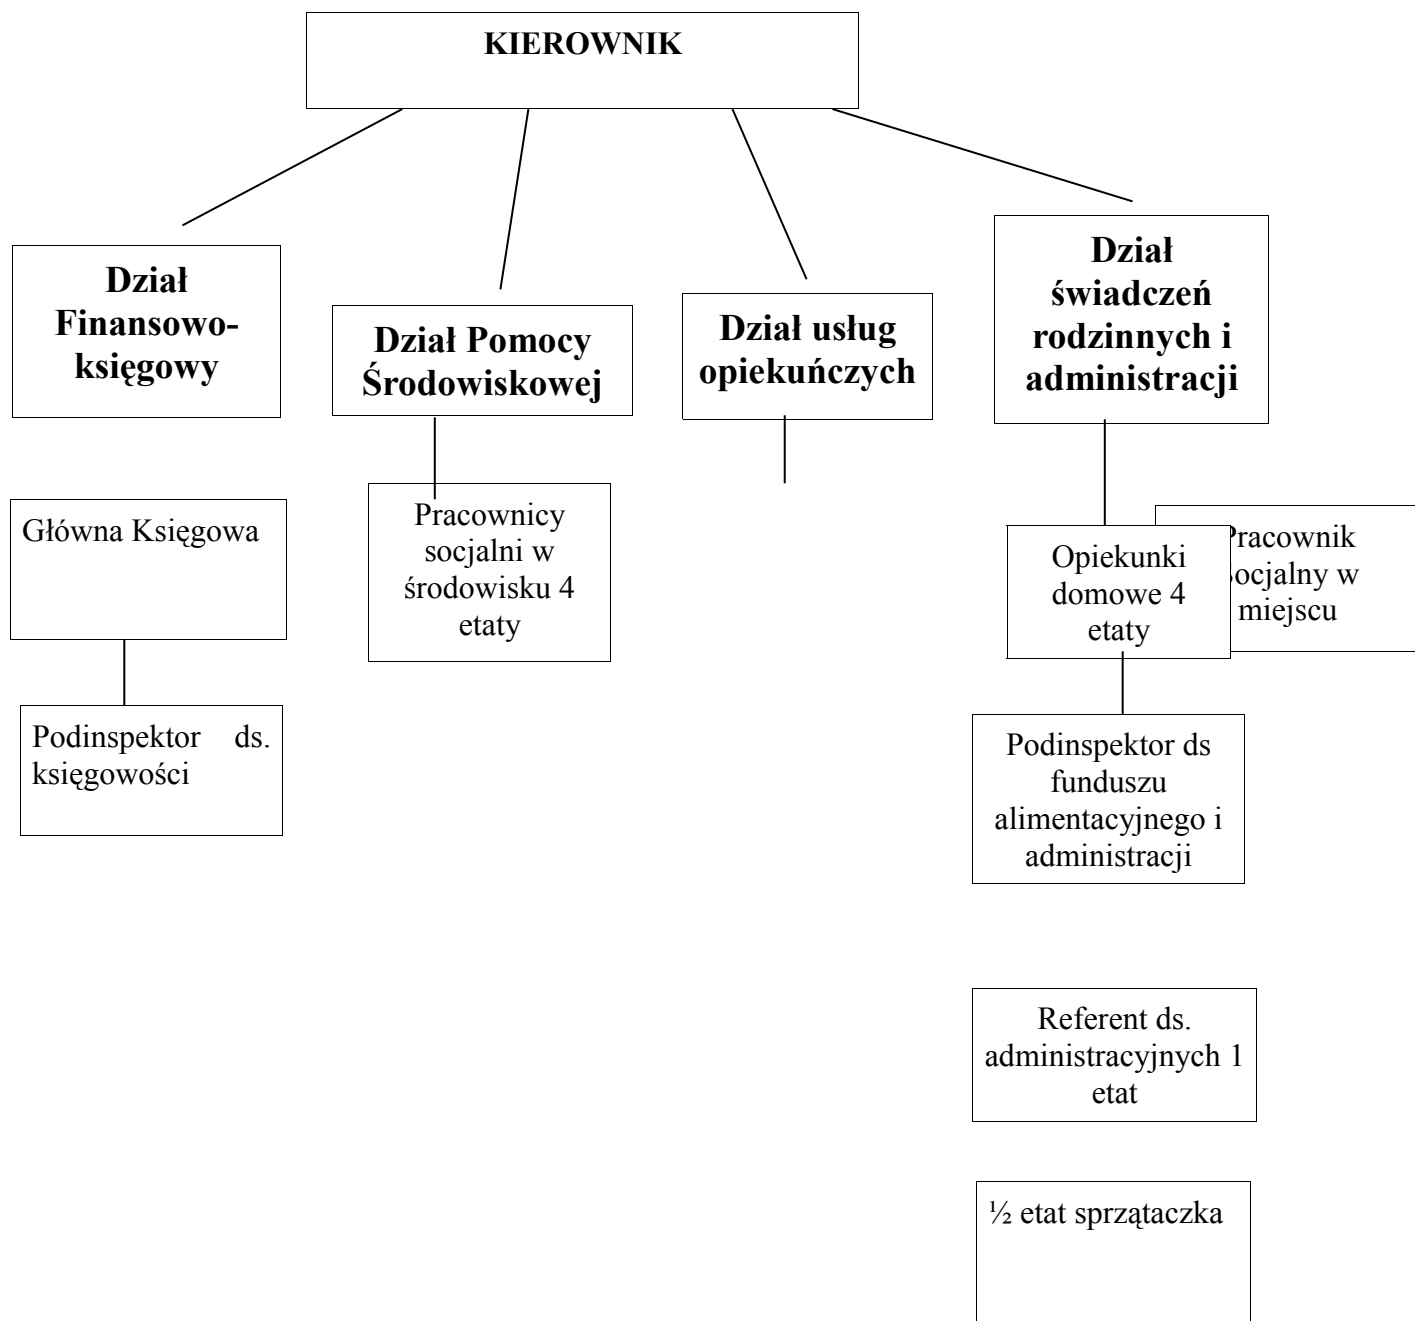 KIEROWNIK
Dział
Finansowo-
księgowy
Dział Pomocy
Środowiskowej
Dział usług
opiekuńczych
Dział
świadczeń
rodzinnych i
administracji
Główna Księgowa
Podinspektor ds.
księgowości
Pracownicy
socjalni w
środowisku 4
etaty
Opiekunki
domowe 4
etaty
Pracownik
socjalny w
miejscu
Podinspektor ds
funduszu
alimentacyjnego i
administracji
Referent ds.
administracyjnych 1
etat
½ etat sprzątaczka